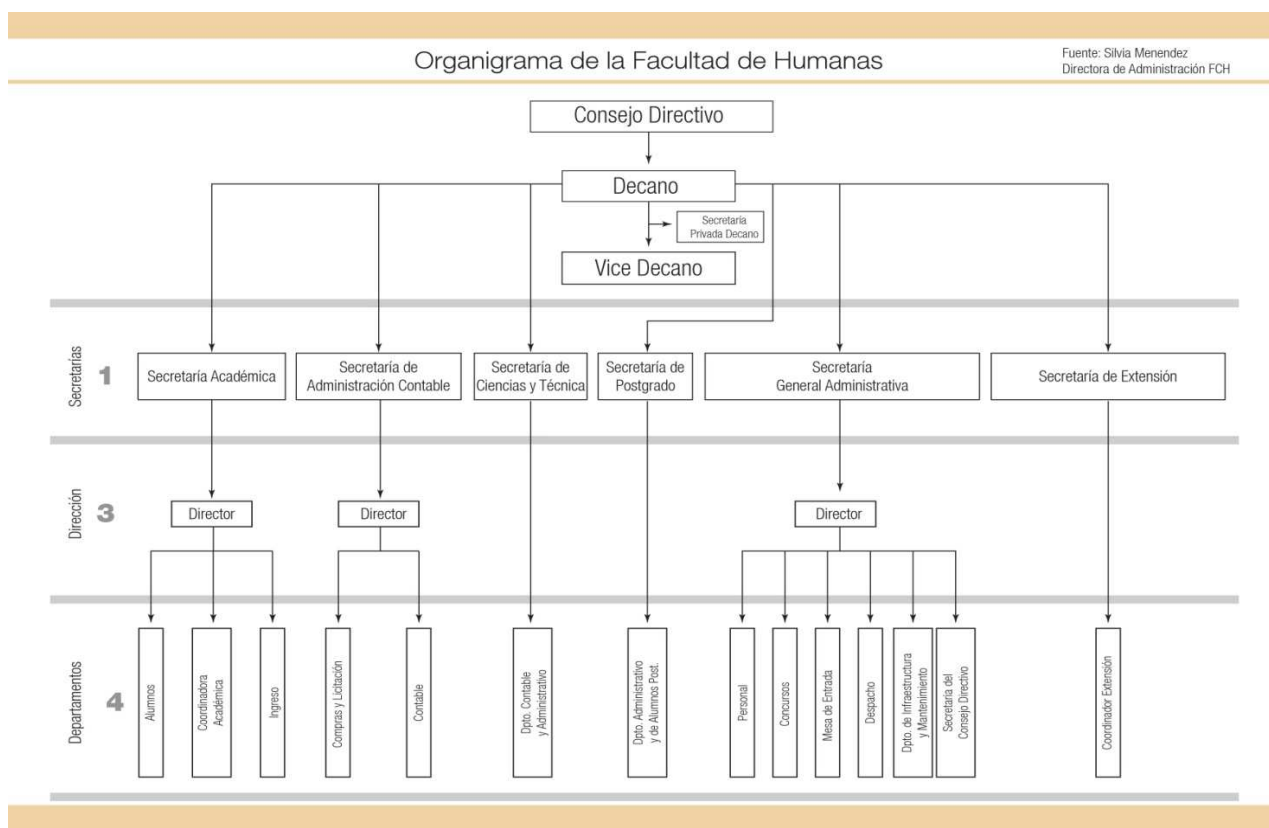 Organigrama de la Facultad de Humanas
Fuente: Silvia Menendez
Directora de Administración FCH
Consejo Directivo
Decano
Secretaría
Privada Decano
Vice Decano
Secretarias
1
Secretaría Académica
Secretaría de
Administración Contable
Secretaría de
Ciencias y Técnica
Secretaría de
Postgrado
Secretaría
General Administrativa
Secretaría de Extensión
Dirección
3
Director
Director
Director
Departamentos
4
Alumnos
Coordinadora
Académica
Ingreso
Compras y Licitación
Contable
Dpto. Contable
y Administrativo
Dpto. Administrativo
y de Alumnos Post.
Personal
Concursos
Mesa de Entrada
Despacho
Dpto. de Infraestructura
y Mantenimiento
Secretaría del
Consejo Directivo
Coordinador Extensión